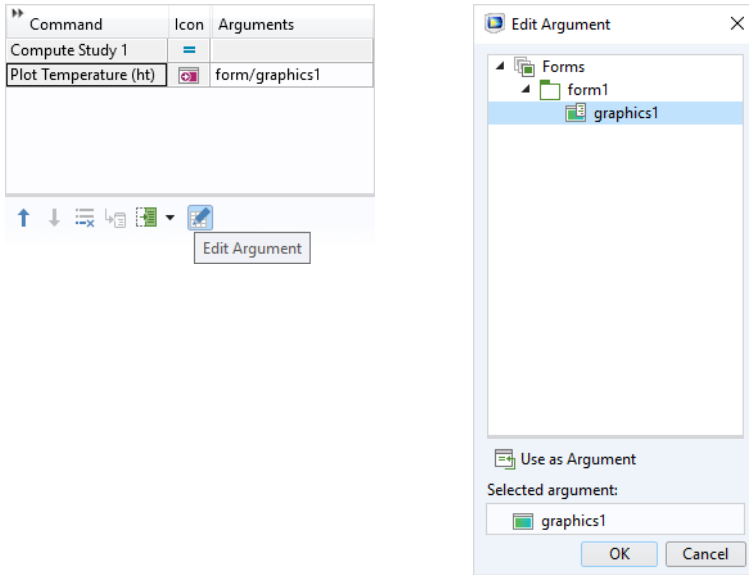 Command Icon Arguments
Compute Study 1
Plot Temperature (ht) form/graphics1
Edit Argument
Edit Argument
Forms
form1
graphics1
Use as Argument
Selected argument:
graphics1
OK Cancel